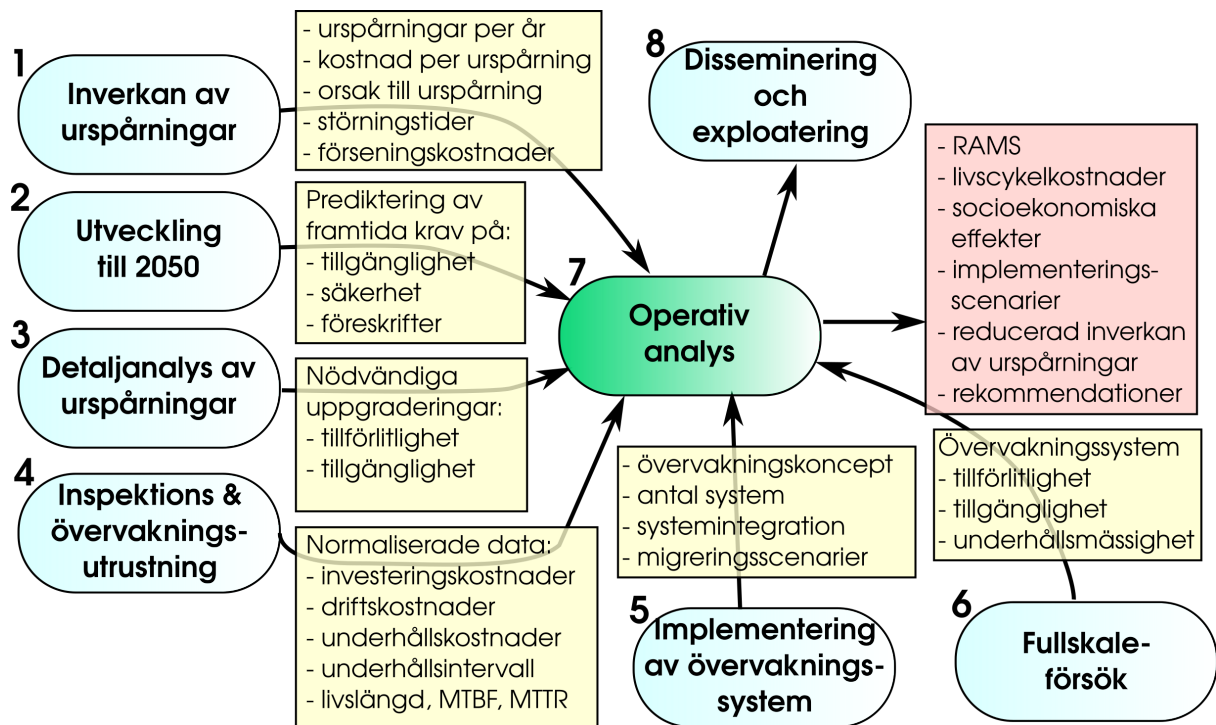 1
Inverkan av
urspårningar
- urspårningar per år
- kostnad per urspårning
- orsak till urspårning
- störningstider
- förseningskostnader
2
Utveckling
till 2050
Prediktering av
framtida krav på:
- tillgänglighet
- säkerhet
- föreskrifter
3
Detaljanalys av
urspårningar
Nödvändiga
uppgraderingar:
- tillförlitlighet
- tillgänglighet
4
Inspektions &
övervaknings-
utrustning
Normaliserade data:
- investeringskostnader
- driftskostnader
- underhållskostnader
- underhållsintervall
- livslängd, MTBF, MTTR
8
Disseminering
och
exploatering
7
Operativ
analys
- RAMS
- livscykelkostnader
- socioekonomiska
effekter
- implementerings-
scenarier
- reducerad inverkan
av urspårningar
- rekommendationer
- övervakningskoncept
- antal system
- systemintegration
- migreringsscenarier
5
Implementering
av övervaknings-
system
Övervakningssystem
- tillförlitlighet
- tillgänglighet
- underhållsmässighet
6
Fullskale-
försök